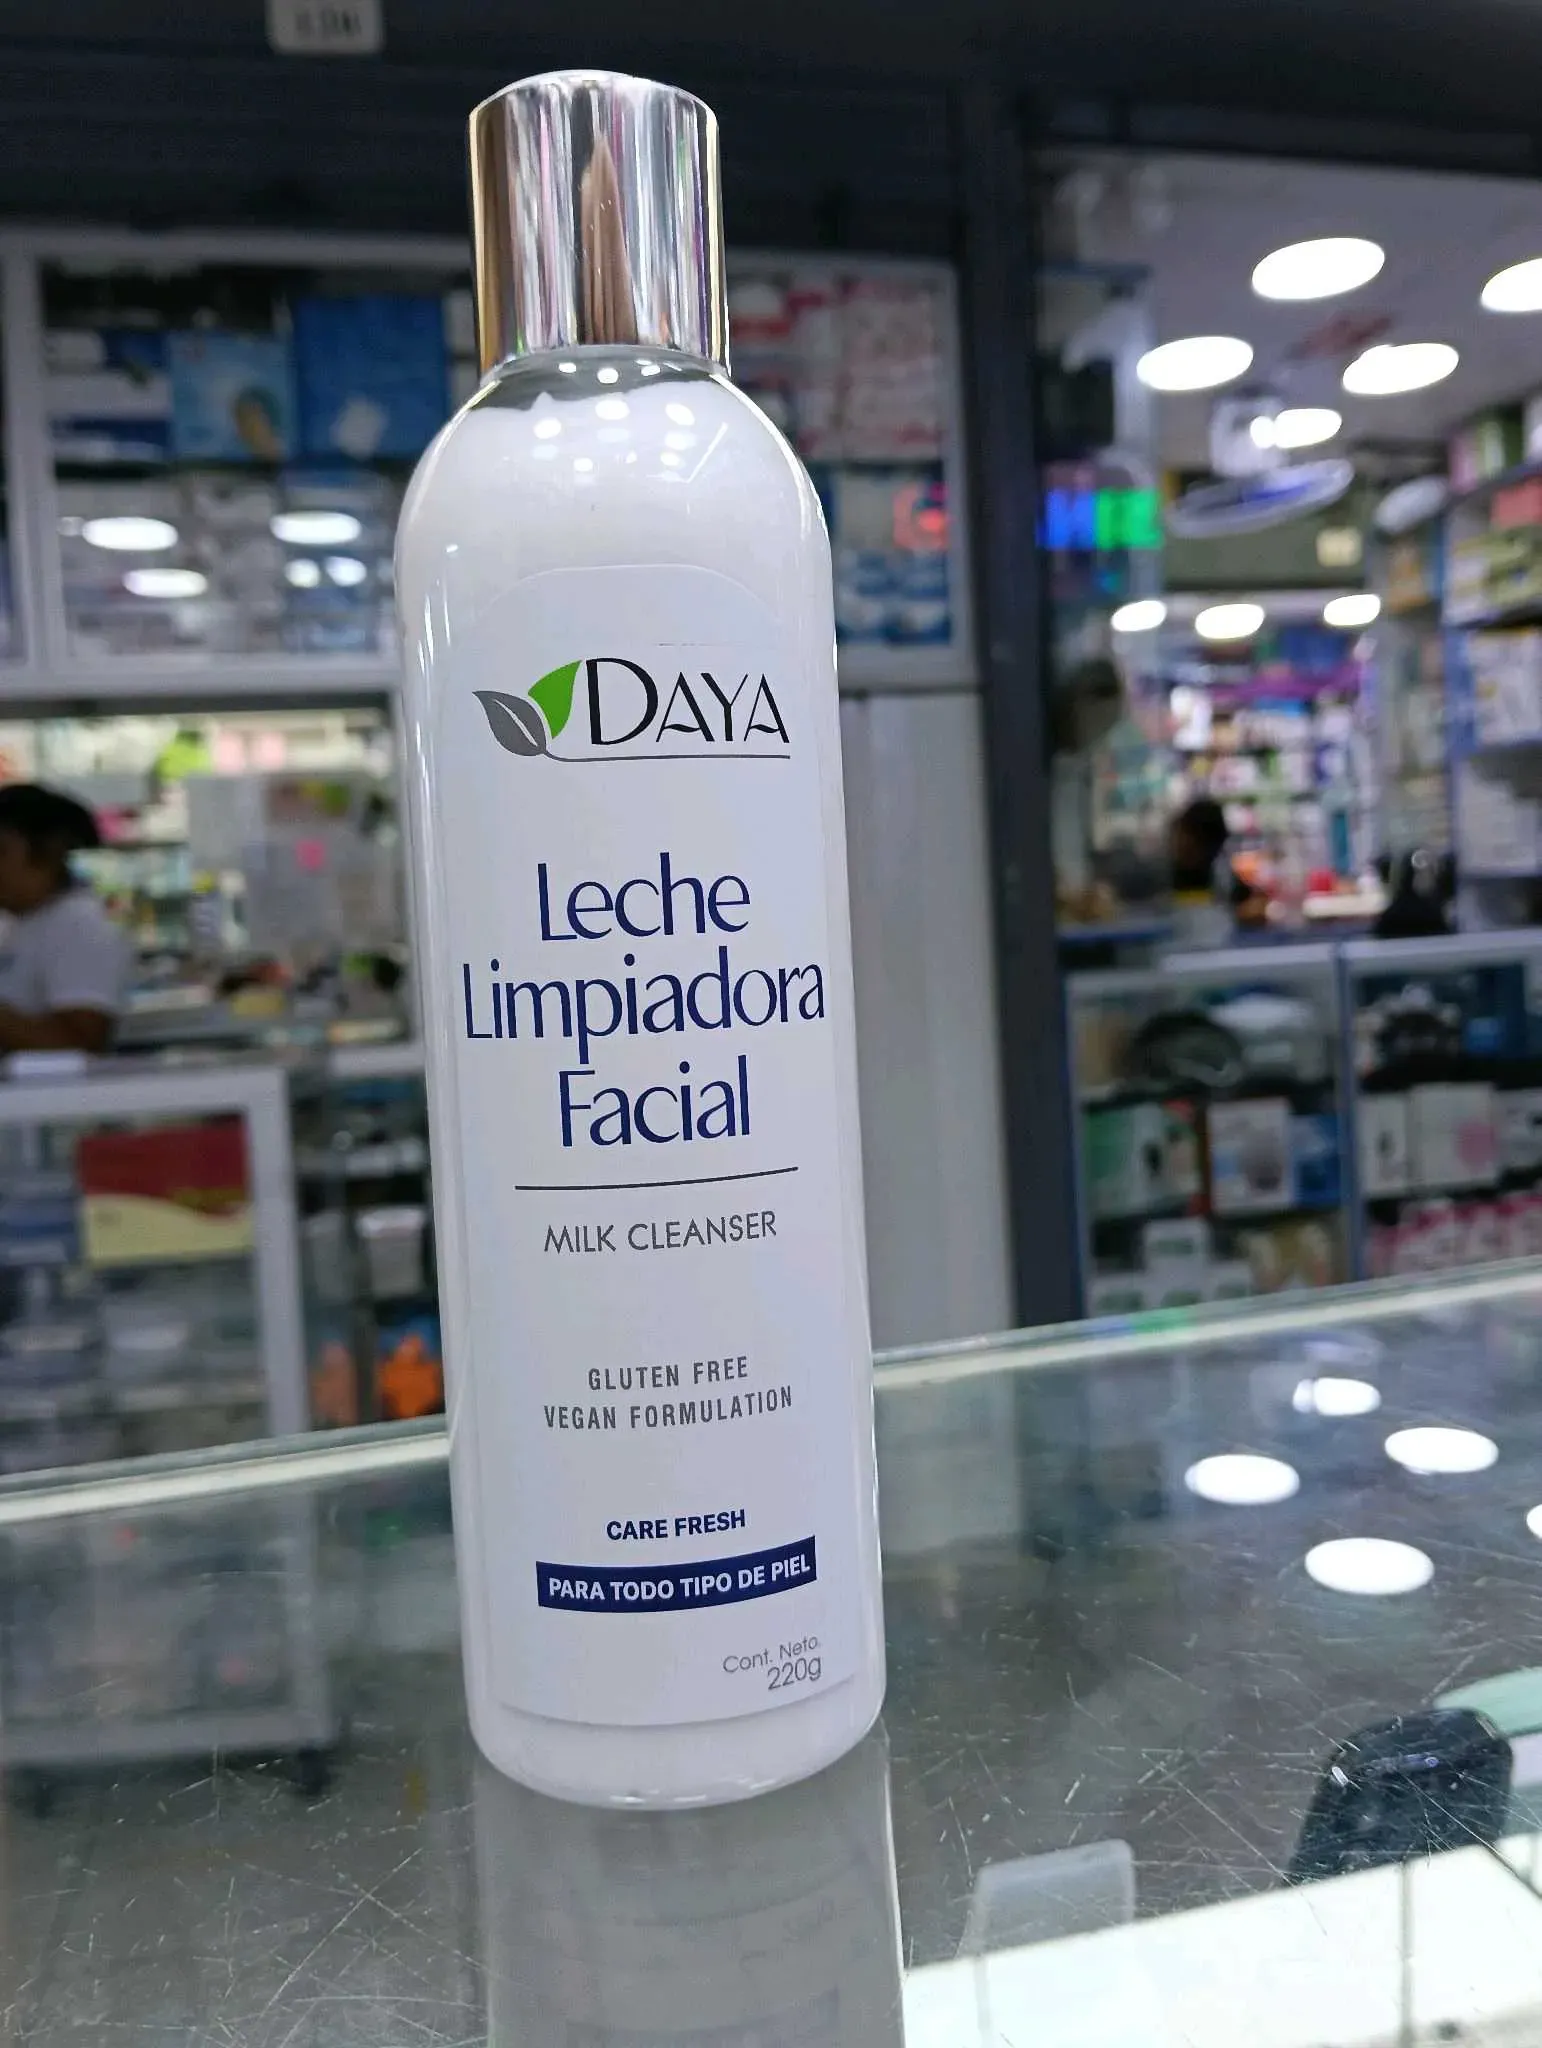 DAYA
Leche
Limpiadora
Facial
MILK CLEANSER
GLUTEN FREE
VEGAN FORMULATION
CARE FRESH
PARA TODO TIPO DE PIEL
Cont. Neto.
220g